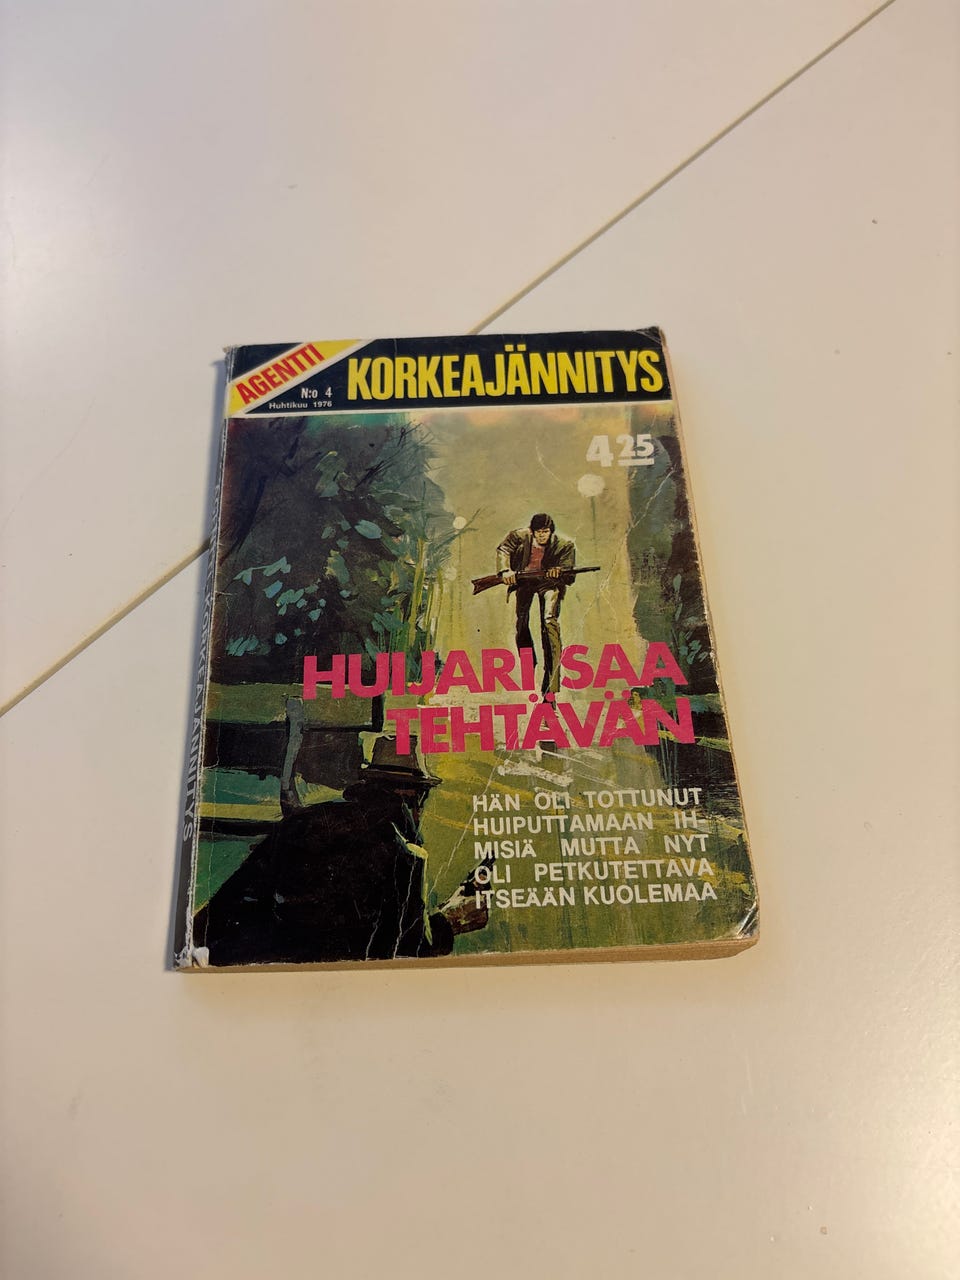 AGENTTI
N:o 4
Huhtikuu 1976
KORKEAJÄNNITYS
4 25
HUIJARI SAA
TEHTÄVÄN
HÄN OLI TOTTUNUT
HUIPUTTAMAAN IH-
MISIÄ MUTTA NYT
OLI PETKUTETTAVA
ITSEÄÄN KUOLEMAA
KORKEAJÄNNITYS